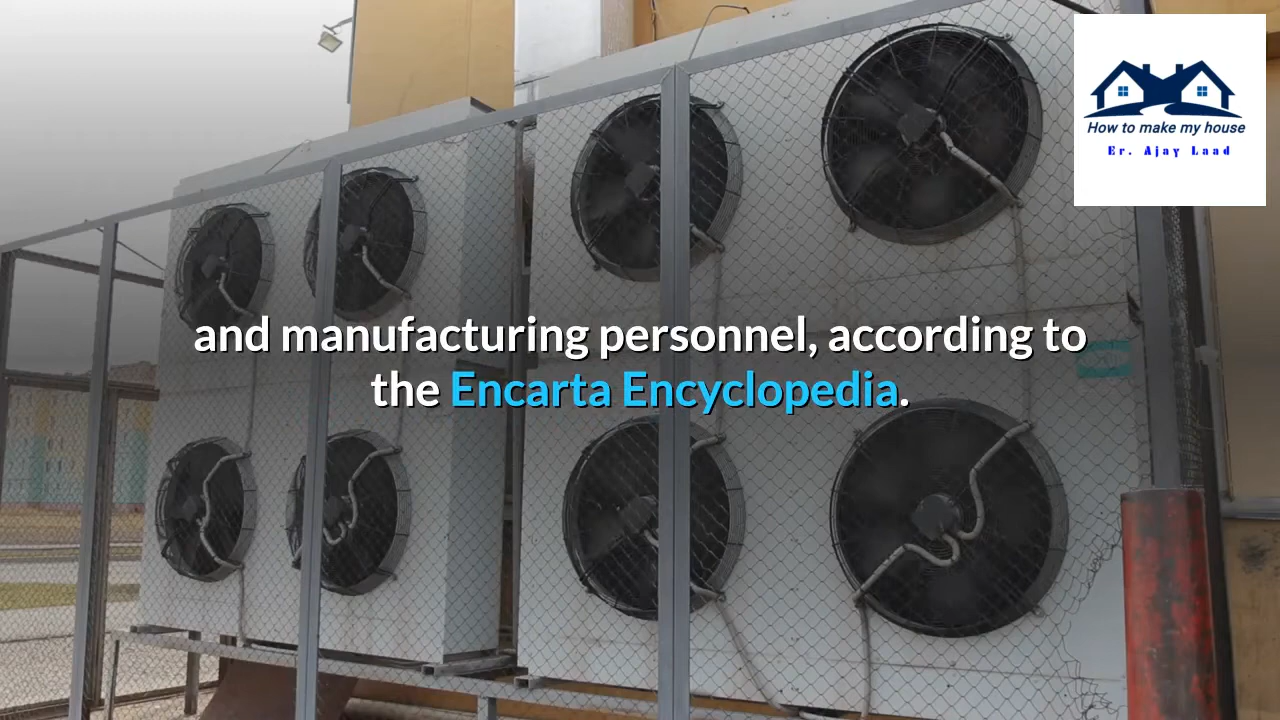 How to make my house
Er. Ajay Laad
and manufacturing personnel, according to
the Encarta Encyclopedia.